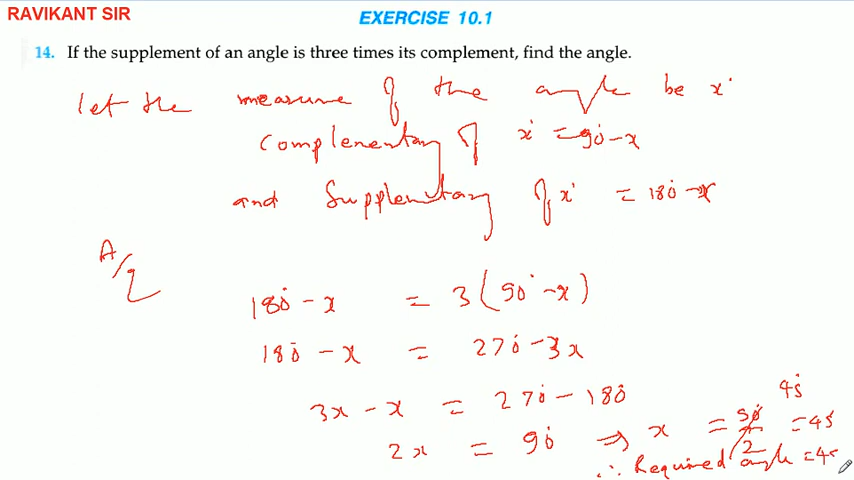 RAVIKANT SIR
EXERCISE 10.1
14. If the supplement of an angle is three times its complement, find the angle.
let the measure of the angle be x°
Complementary of x° = 90° - x
and Supplementary of x° = 180° - x
A/Q
180° - x = 3(90° - x)
180° - x = 270° - 3x
3x - x = 270° - 180°
2x = 90° ⇒ x = 90°/2 45° = 45°
∴ Required angle = 45